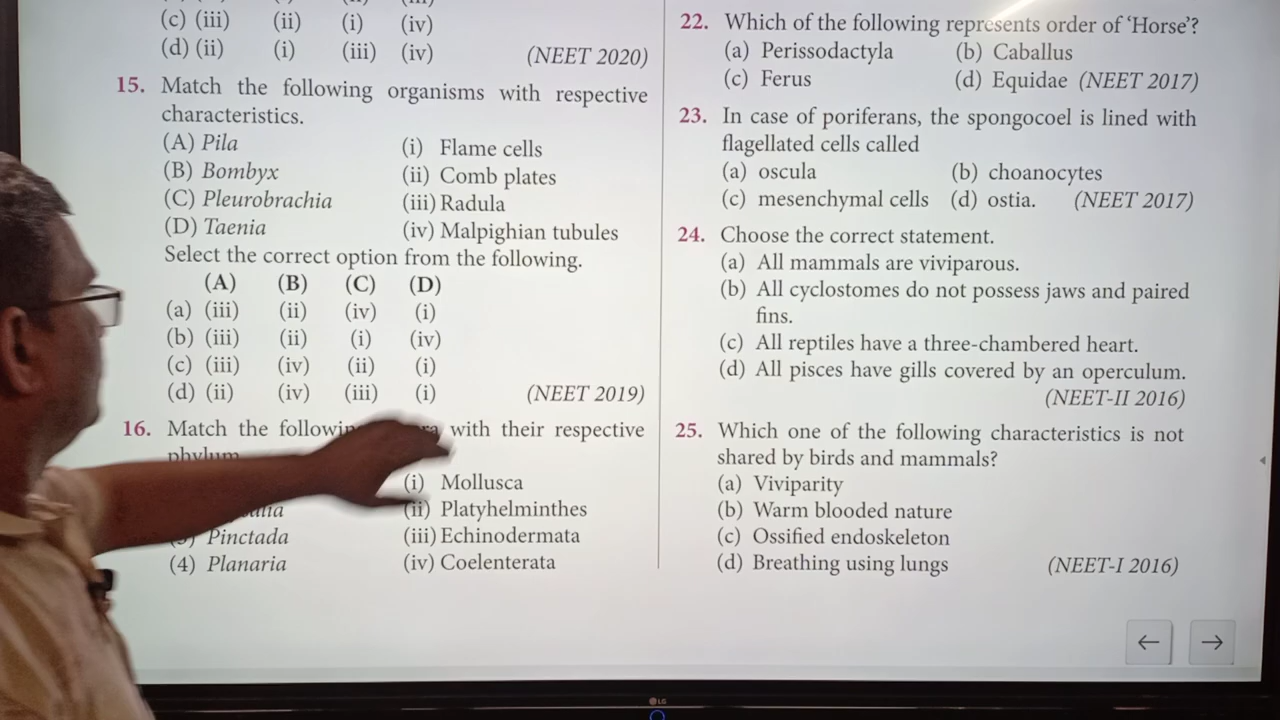 (c) (iii) (ii) (i) (iv)
(d) (ii) (i) (iii) (iv) (NEET 2020)
15. Match the following organisms with respective
characteristics.
(A) Pila (i) Flame cells
(B) Bombyx (ii) Comb plates
(C) Pleurobrachia (iii) Radula
(D) Taenia (iv) Malpighian tubules
Select the correct option from the following.
(A) (B) (C) (D)
(a) (iii) (ii) (iv) (i)
(b) (iii) (ii) (i) (iv)
(c) (iii) (iv) (ii) (i)
(d) (ii) (iv) (iii) (i) (NEET 2019)
16. Match the with their respective
phylum
(i) Mollusca
(ii) Platyhelminthes
Pinctada (iii) Echinodermata
(4) Planaria (iv) Coelenterata
22. Which of the following represents order of ‘Horse’?
(a) Perissodactyla (b) Caballus
(c) Ferus (d) Equidae (NEET 2017)
23. In case of poriferans, the spongocoel is lined with
flagellated cells called
(a) oscula (b) choanocytes
(c) mesenchymal cells (d) ostia. (NEET 2017)
24. Choose the correct statement.
(a) All mammals are viviparous.
(b) All cyclostomes do not possess jaws and paired
fins.
(c) All reptiles have a three-chambered heart.
(d) All pisces have gills covered by an operculum.
(NEET-II 2016)
25. Which one of the following characteristics is not
shared by birds and mammals?
(a) Viviparity
(b) Warm blooded nature
(c) Ossified endoskeleton
(d) Breathing using lungs (NEET-I 2016)
LG